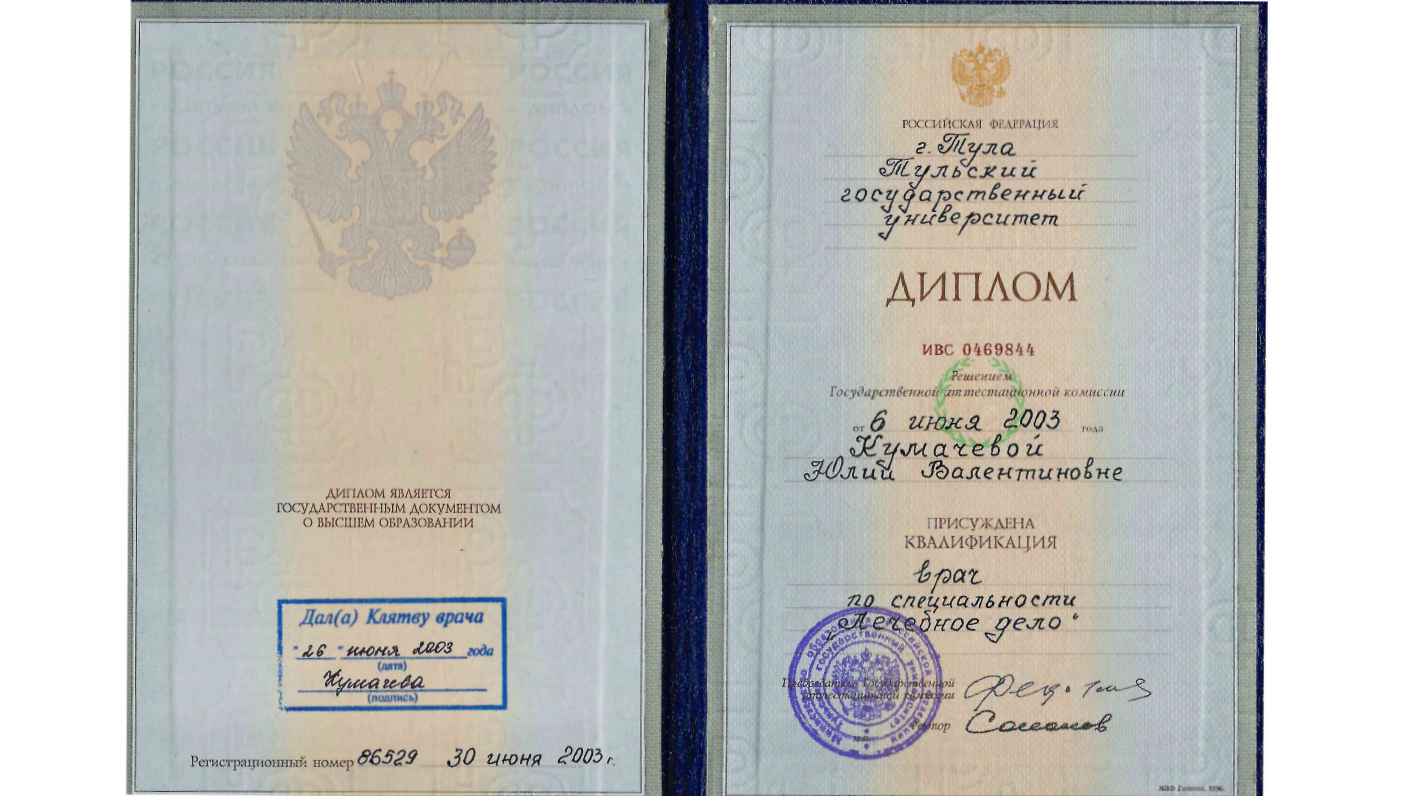 ДИПЛОМ ЯВЛЯЕТСЯ
ГОСУДАРСТВЕННЫМ ДОКУМЕНТОМ
О ВЫСШЕМ ОБРАЗОВАНИИ
Дал(а) Клятву врача
"26" июня 2003 года
(дата)
Кумачева
(подпись)
Регистрационный номер 86529 30 июня 2003 г.
РОССИЙСКАЯ ФЕДЕРАЦИЯ
г. Тула
Тульский
государственный
университет
ДИПЛОМ
ИВС 0469844
Решением
Государственной аттестационной комиссии
от 6 июня 2003 года
Кумачевой
Юлии Валентиновне
ПРИСУЖДЕНА
КВАЛИФИКАЦИЯ
врач
по специальности
"Лечебное дело"
Председатель Государственной
аттестационной комиссии
Ректор